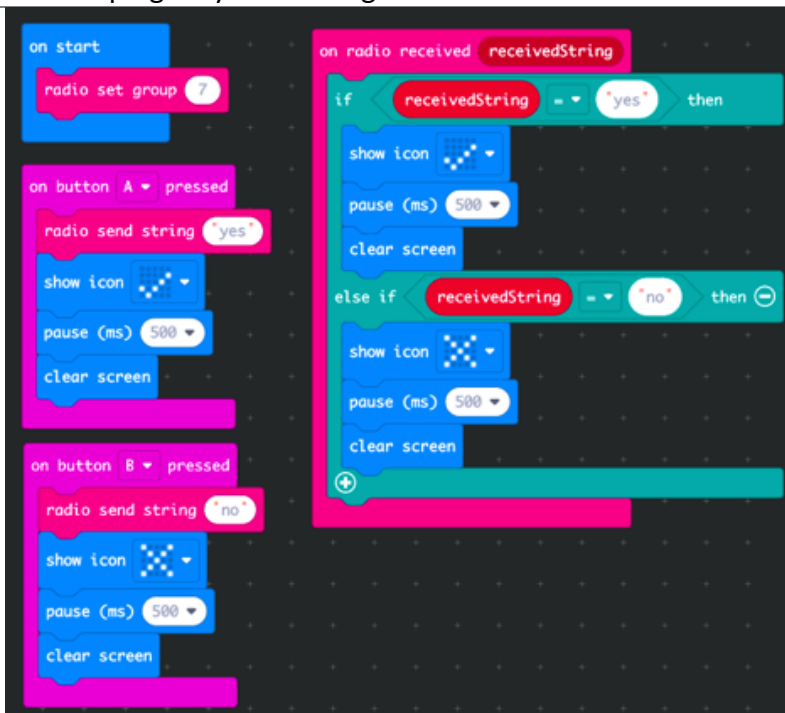 on start
radio set group 7
on button A pressed
radio send string "yes"
show icon
pause (ms) 500
clear screen
on button B pressed
radio send string "no"
show icon
pause (ms) 500
clear screen
on radio received receivedString
if receivedString = "yes" then
show icon
pause (ms) 500
clear screen
else if receivedString = "no" then
show icon
pause (ms) 500
clear screen